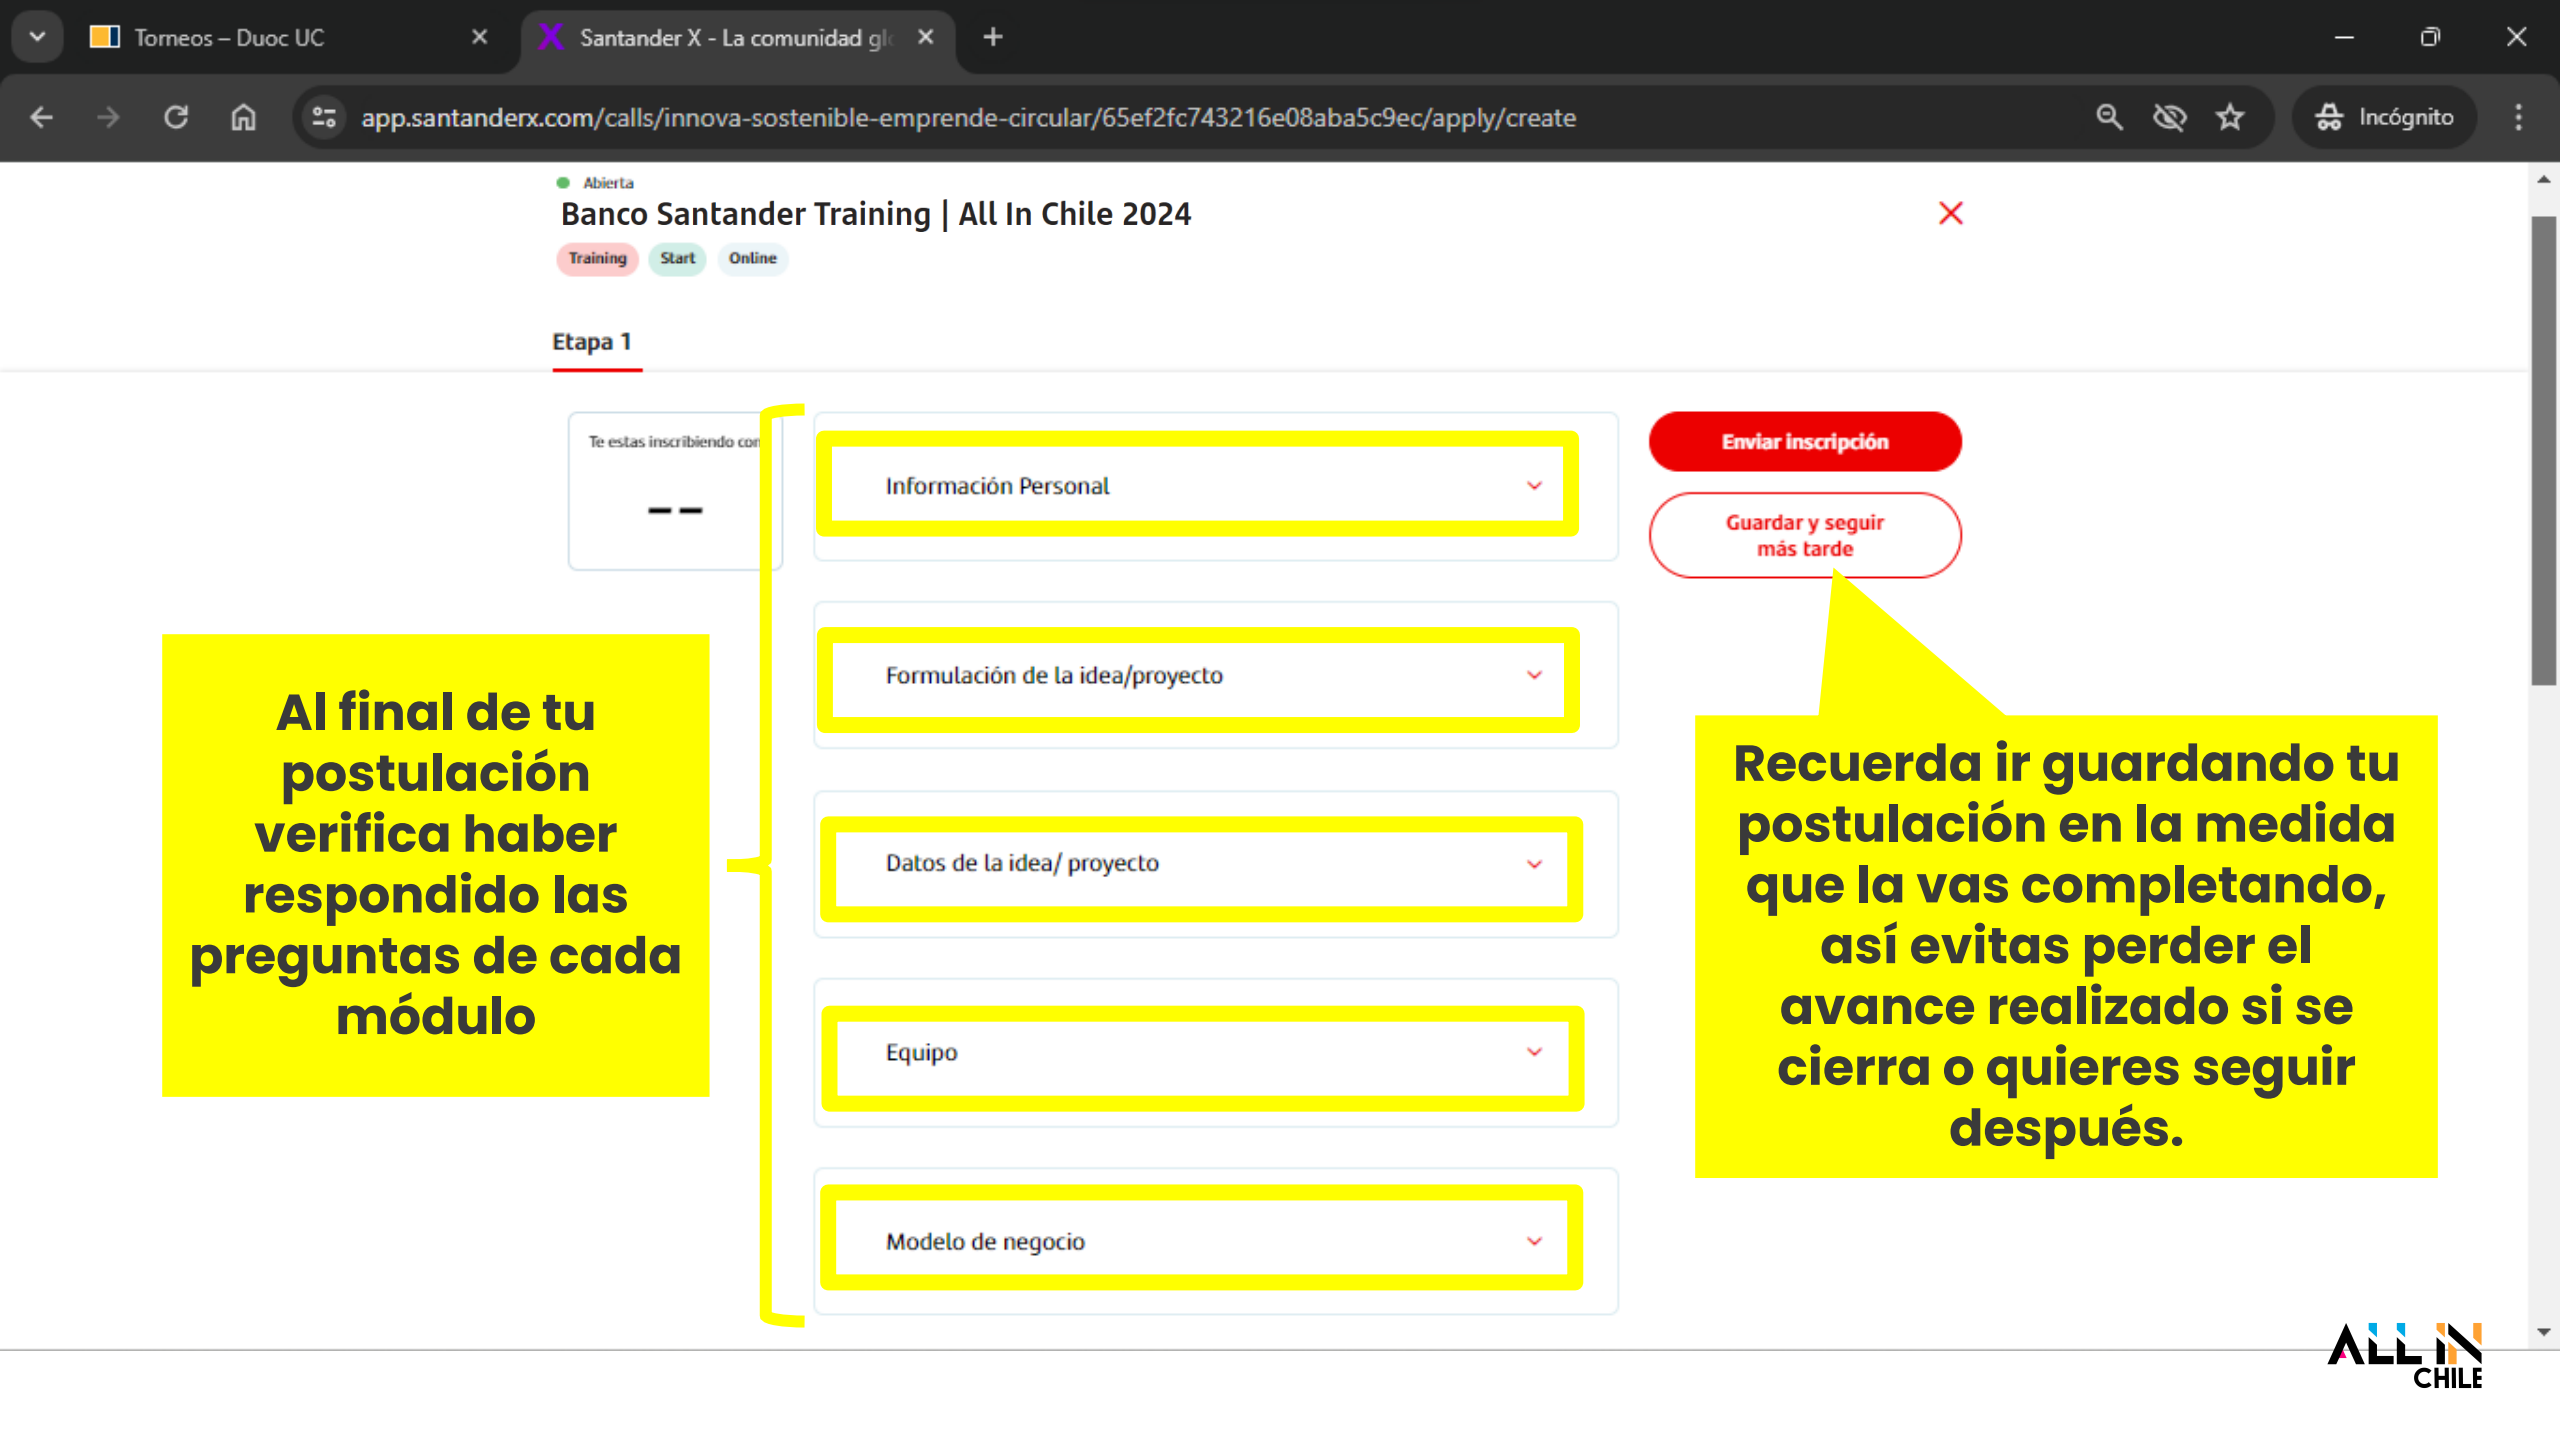 Torneos – Duoc UC
Santander X - La comunidad gl
app.santanderx.com/calls/innova-sostenible-emprende-circular/65ef2fc743216e08aba5c9ec/apply/create
Incógnito
Abierta
Banco Santander Training | All In Chile 2024
Training Start Online
Etapa 1
Te estas inscribiendo con
--
Información Personal
Formulación de la idea/proyecto
Datos de la idea/ proyecto
Equipo
Modelo de negocio
Enviar inscripción
Guardar y seguir
más tarde
Al final de tu
postulación
verifica haber
respondido las
preguntas de cada
módulo
Recuerda ir guardando tu
postulación en la medida
que la vas completando,
así evitas perder el
avance realizado si se
cierra o quieres seguir
después.
ALL IN
CHILE